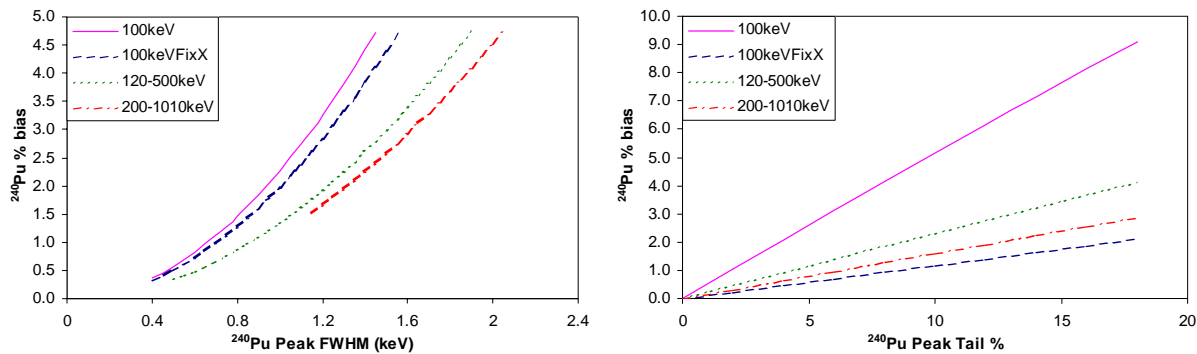 ²⁴⁰Pu % bias
5.0
4.5
4.0
3.5
3.0
2.5
2.0
1.5
1.0
0.5
0.0
100keV
100keVFixX
120-500keV
200-1010keV
0 0.4 0.8 1.2 1.6 2 2.4
²⁴⁰Pu Peak FWHM (keV)
²⁴⁰Pu % bias
10.0
9.0
8.0
7.0
6.0
5.0
4.0
3.0
2.0
1.0
0.0
100keV
100keVFixX
120-500keV
200-1010keV
0 5 10 15 20
²⁴⁰Pu Peak Tail %